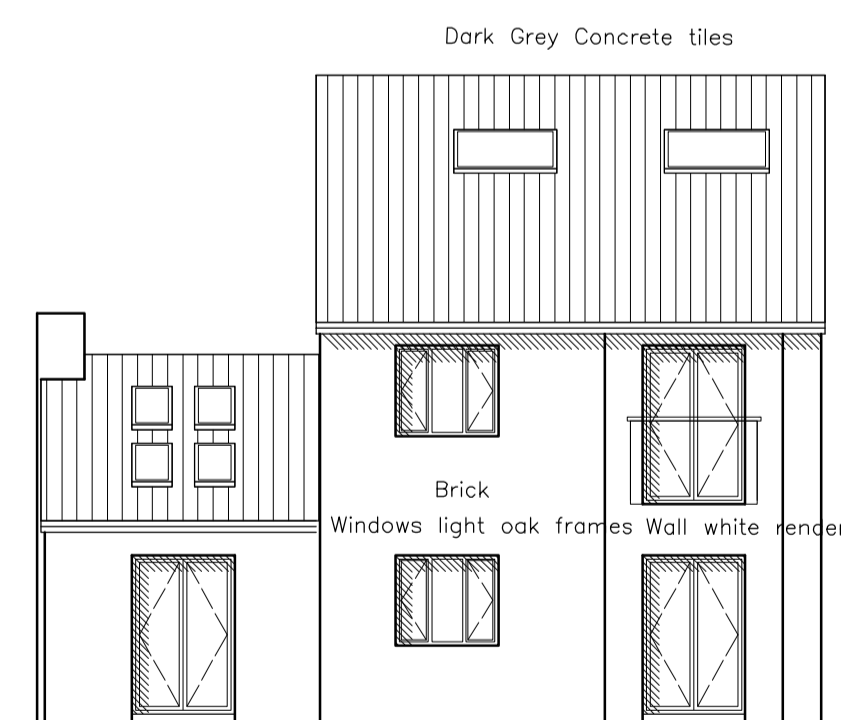 Dark Grey Concrete tiles
Brick
Windows light oak frames Wall white render